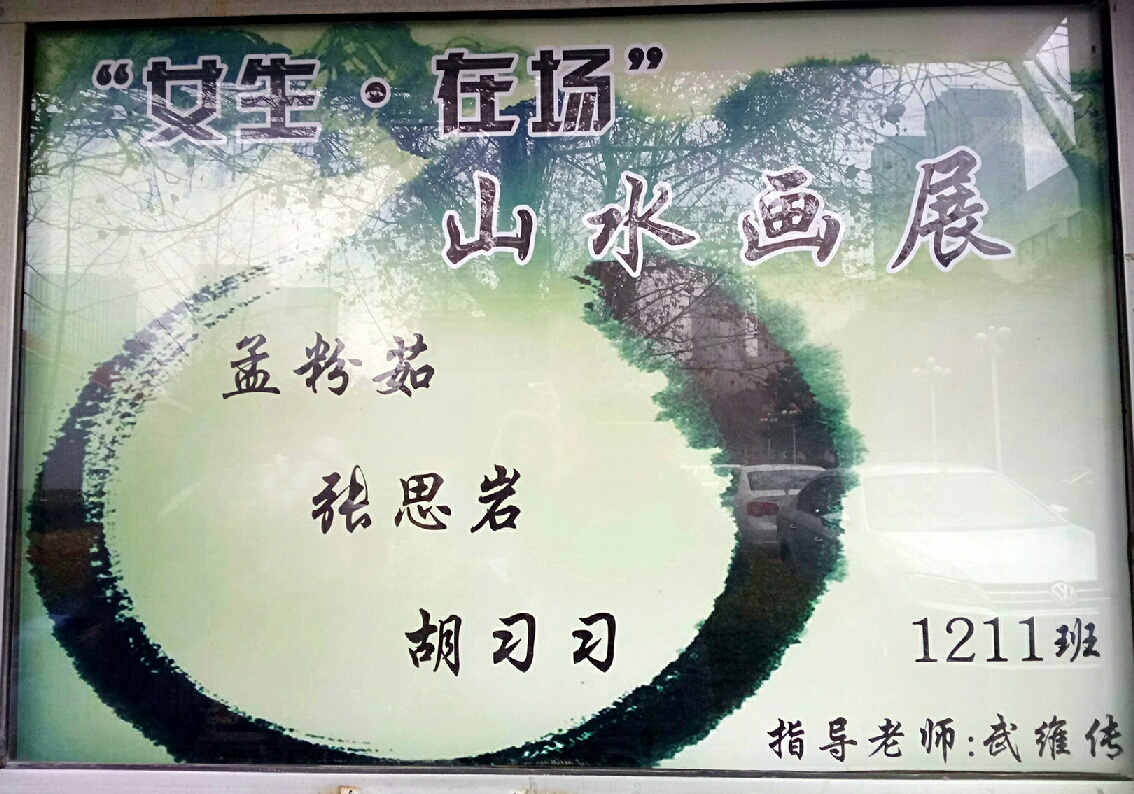 “女生·在场”
山水画展
孟粉茹
张思岩
胡习习
1211班
指导老师:武维传